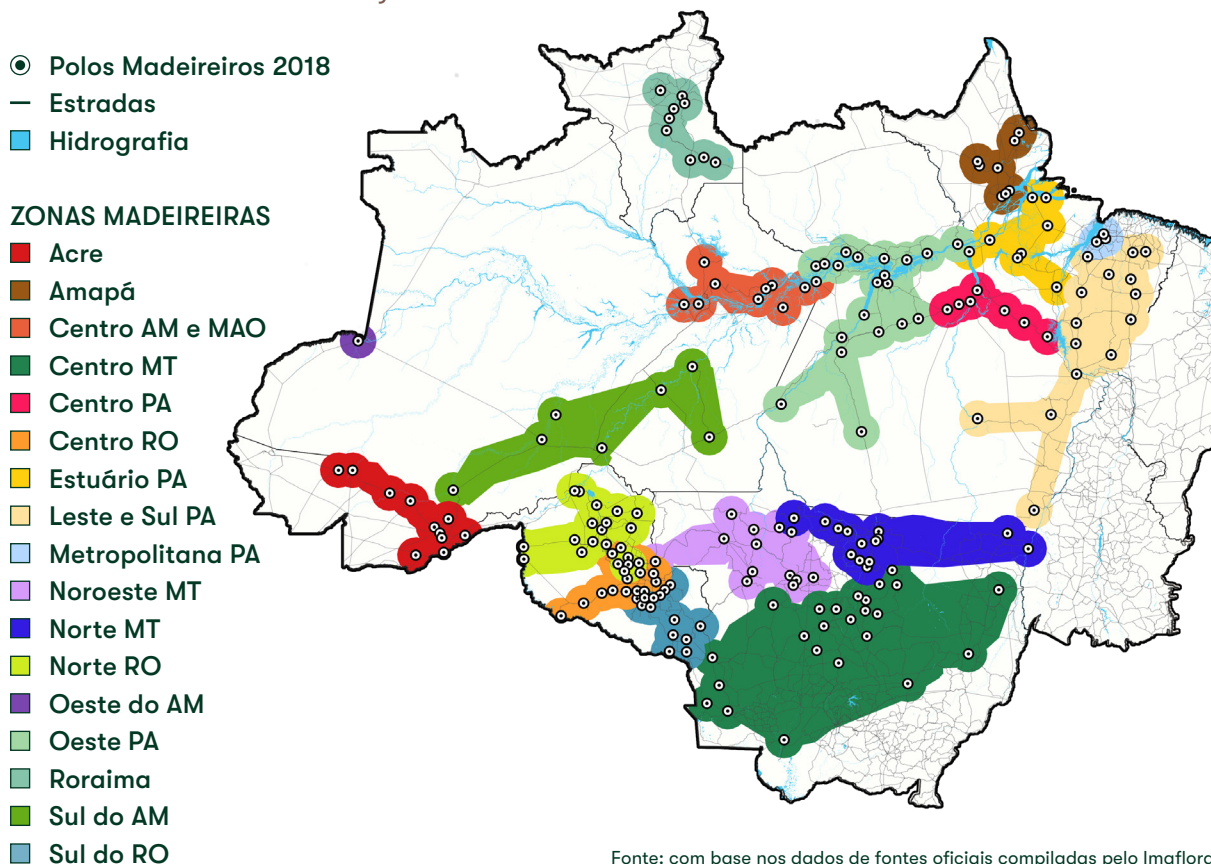 Polos Madeireiros 2018
Estradas
Hidrografia
ZONAS MADEIREIRAS
Acre
Amapá
Centro AM e MAO
Centro MT
Centro PA
Centro RO
Estuário PA
Leste e Sul PA
Metropolitana PA
Noroeste MT
Norte MT
Norte RO
Oeste do AM
Oeste PA
Roraima
Sul do AM
Sul do RO
Fonte: com base nos dados de fontes oficiais compiladas pelo Imaflora